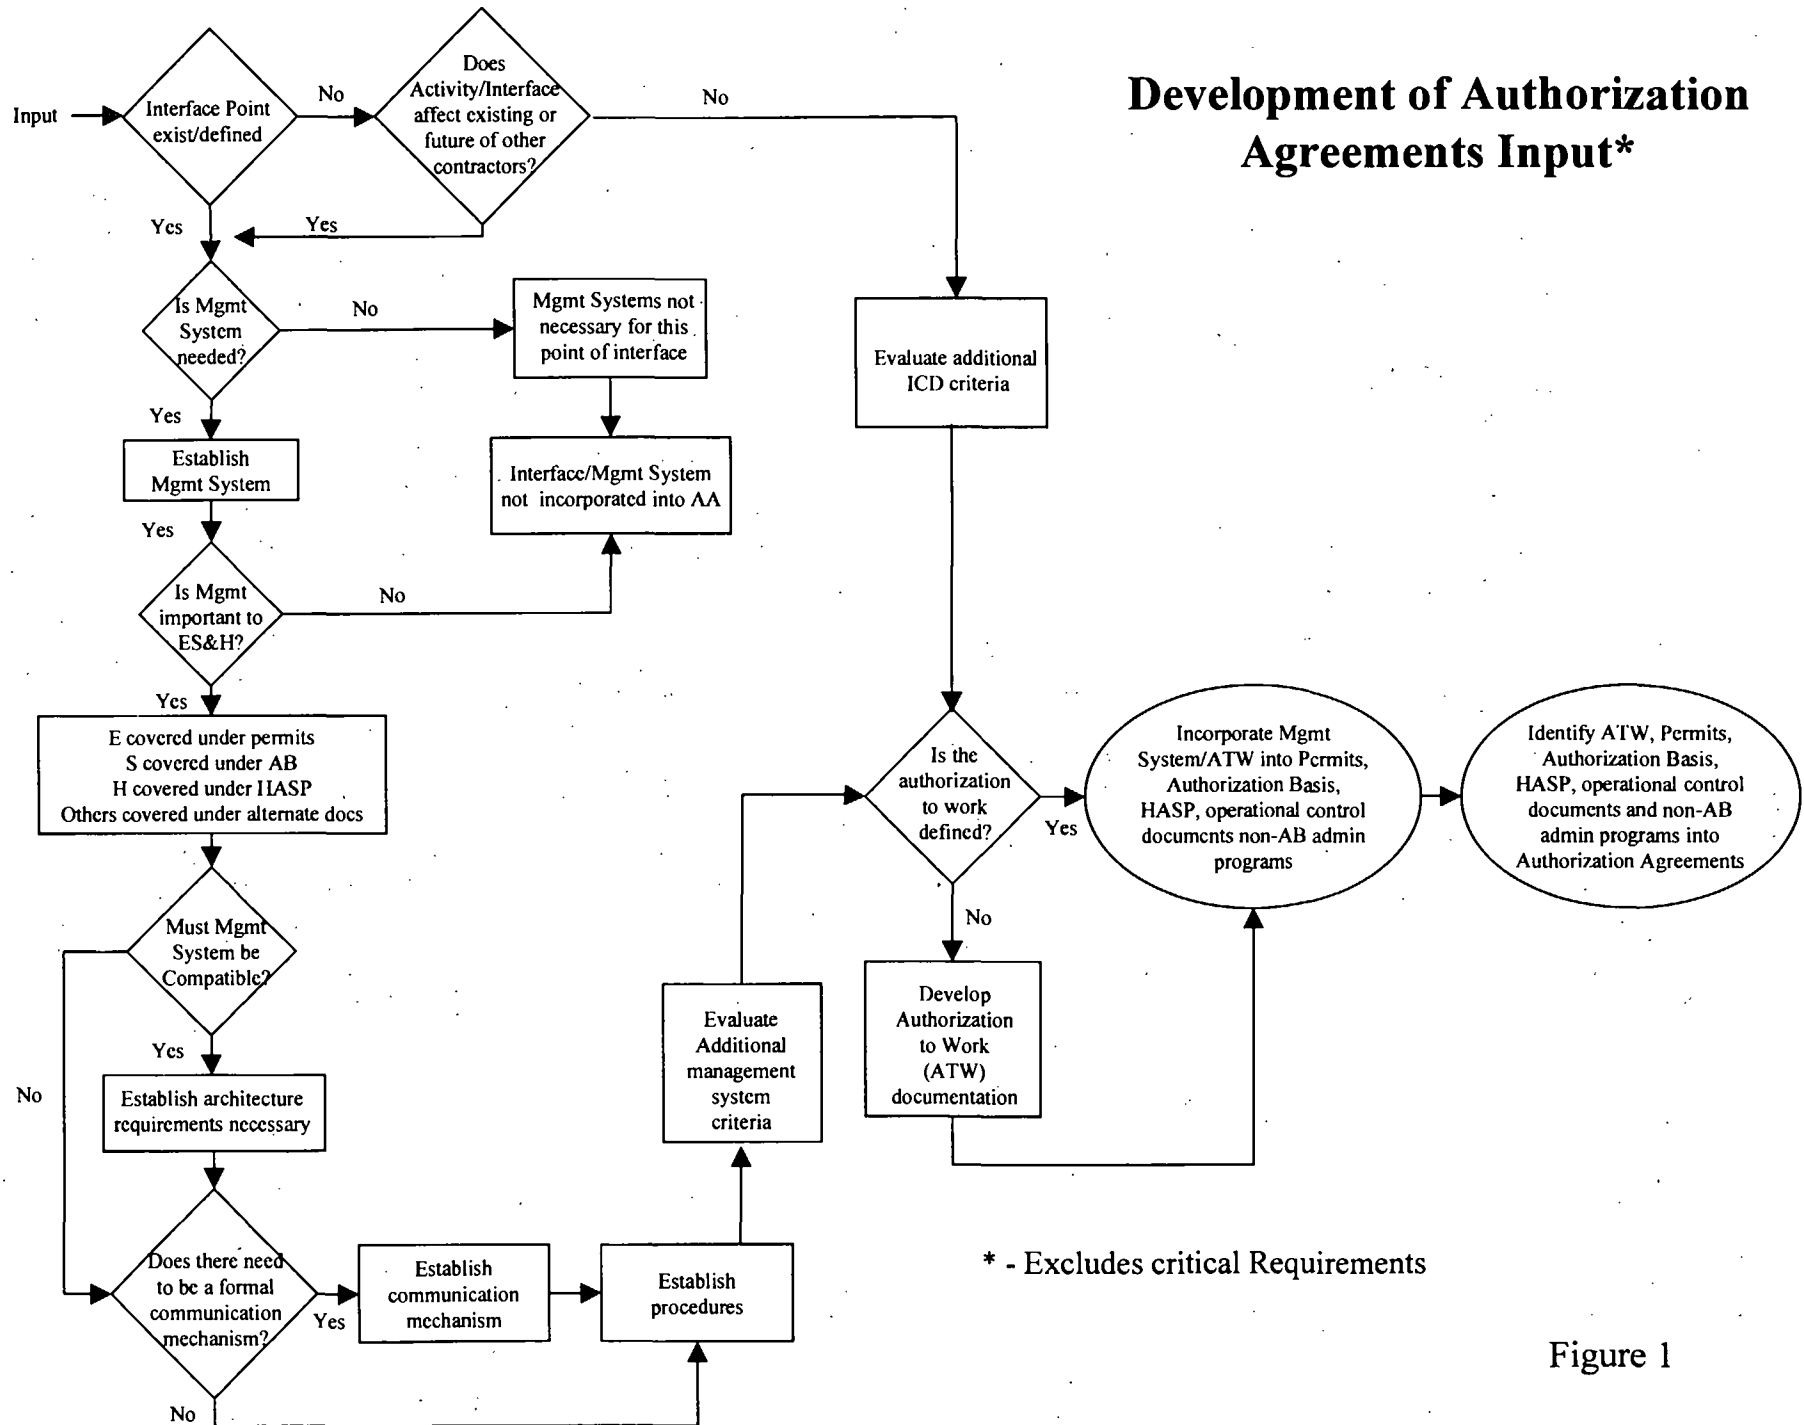 Development of Authorization
Agreements Input*
Input
Interface Point
exist/defined
No
Does
Activity/Interface
affect existing or
future of other
contractors?
No
Yes
Yes
Is Mgmt
System
needed?
No
Mgmt Systems not
necessary for this
point of interface
Evaluate additional
ICD criteria
Yes
Establish
Mgmt System
Interface/Mgmt System
not incorporated into AA
Yes
Is Mgmt
important to
ES&H?
No
Yes
E covered under permits
S covered under AB
H covered under HASP
Others covered under alternate docs
Is the
authorization
to work
defined?
Yes
Incorporate Mgmt
System/ATW into Permits,
Authorization Basis,
HASP, operational control
documents non-AB admin
programs
Identify ATW, Permits,
Authorization Basis,
HASP, operational control
documents and non-AB
admin programs into
Authorization Agreements
Must Mgmt
System be
Compatible?
No
Yes
No
Develop
Authorization
to Work
(ATW)
documentation
Evaluate
Additional
management
system
criteria
Establish architecture
requirements necessary
Does there need
to be a formal
communication
mechanism?
Yes
Establish
communication
mechanism
Establish
procedures
No
* - Excludes critical Requirements
Figure 1